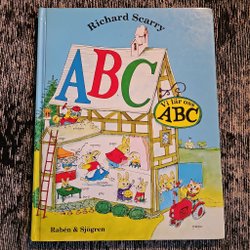 Richard Scarry
ABC
Vi lär oss
ABC
Rabén & Sjögren